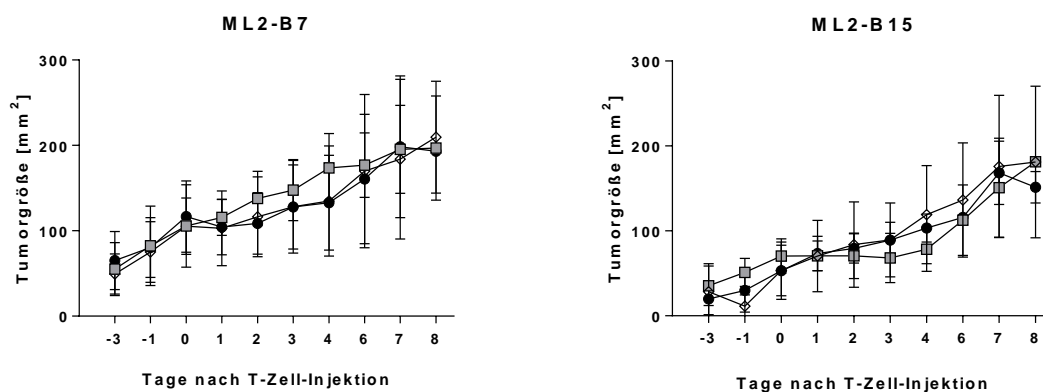 ML2-B7
Tumorgröße [mm²]
300
200
100
0
-3 -1 0 1 2 3 4 6 7 8
Tage nach T-Zell-Injektion
ML2-B15
Tumorgröße [mm²]
300
200
100
0
-3 -1 0 1 2 3 4 6 7 8
Tage nach T-Zell-Injektion